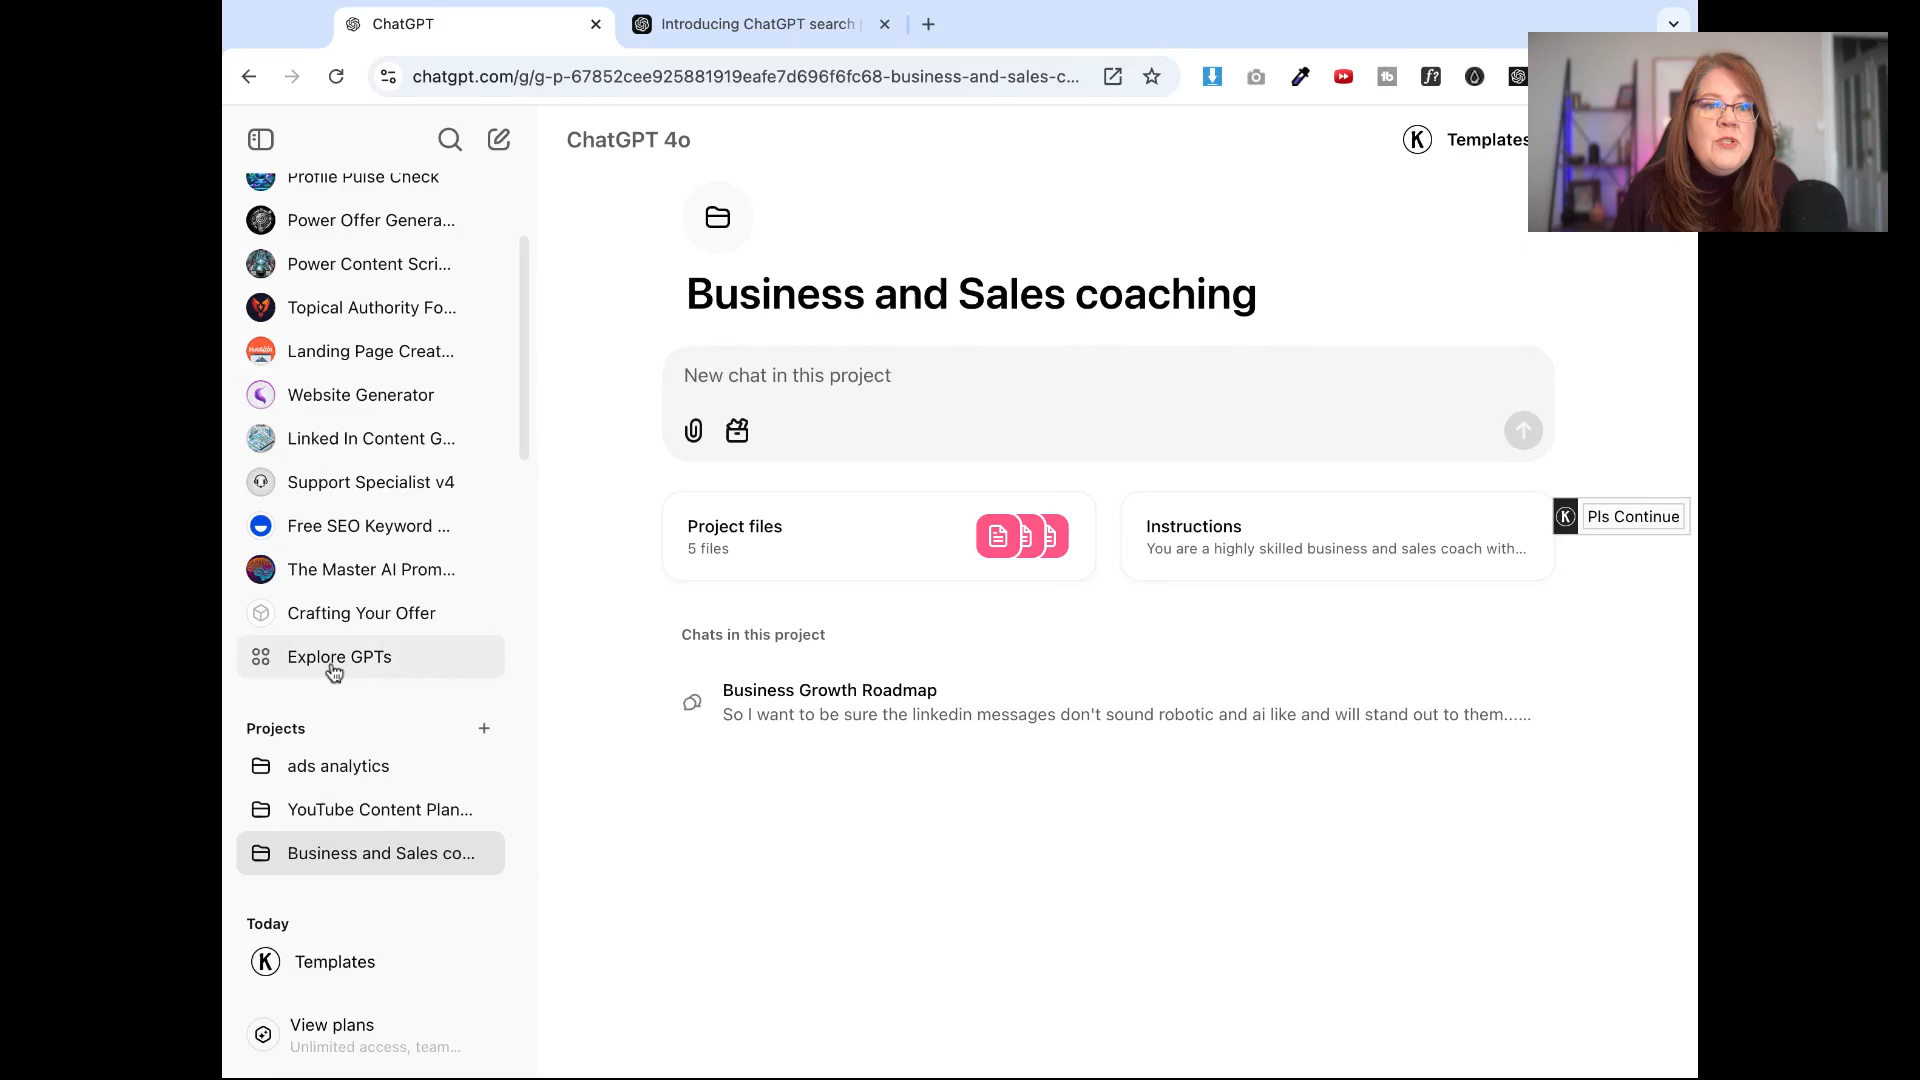 ChatGPT
Introducing ChatGPT search
chatgpt.com/g/g-p-67852cee925881919eafe7d696f6fc68-business-and-sales-c...
ChatGPT 4o
Templates
Profile Pulse Check
Power Offer Genera...
Power Content Scri...
Topical Authority Fo...
Landing Page Creat...
Website Generator
Linked In Content G...
Support Specialist v4
Free SEO Keyword ...
The Master AI Prom...
Crafting Your Offer
Explore GPTs
Projects
ads analytics
YouTube Content Plan...
Business and Sales co...
Today
K
Templates
View plans
Unlimited access, team...
K
Business and Sales coaching
New chat in this project
Project files
5 files
Instructions
You are a highly skilled business and sales coach with...
K
Pls Continue
Chats in this project
Business Growth Roadmap
So I want to be sure the linkedin messages don't sound robotic and ai like and will stand out to them......
tb
f?